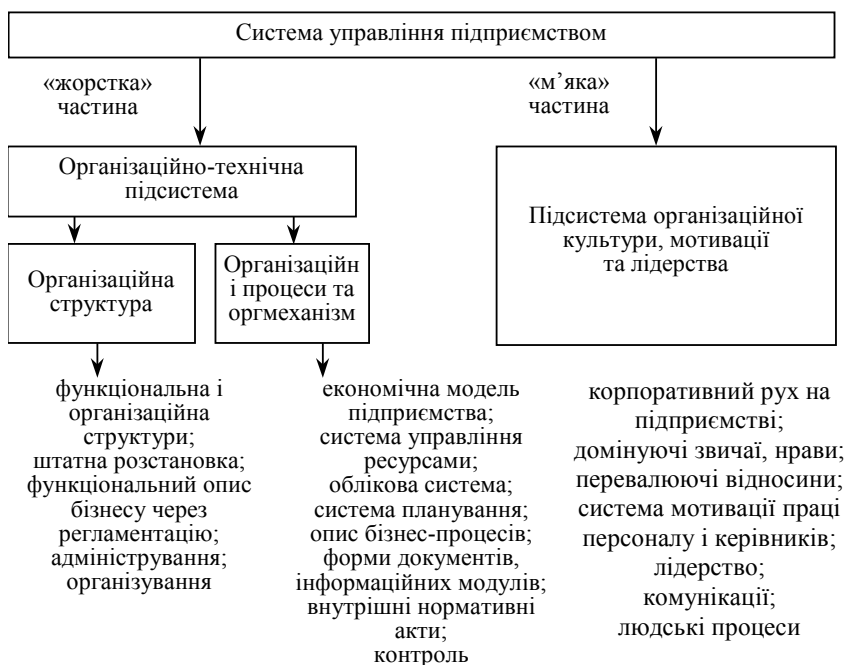 Система управління підприємством
«жорстка»
частина
«м’яка»
частина
Організаційно-технічна
підсистема
Підсистема організаційної
культури, мотивації
та лідерства
Організаційна
структура
Організаційн
і процеси та
оргмеханізм
функціональна і
організаційна
структури;
штатна розстановка;
функціональний опис
бізнесу через
регламентацію;
адміністрування;
організування
економічна модель
підприємства;
система управління
ресурсами;
облікова система;
система планування;
опис бізнес-процесів;
форми документів,
інформаційних модулів;
внутрішні нормативні
акти;
контроль
корпоративний рух на
підприємстві;
домінуючі звичаї, нрави;
перевалюючі відносини;
система мотивації праці
персоналу і керівників;
лідерство;
комунікації;
людські процеси